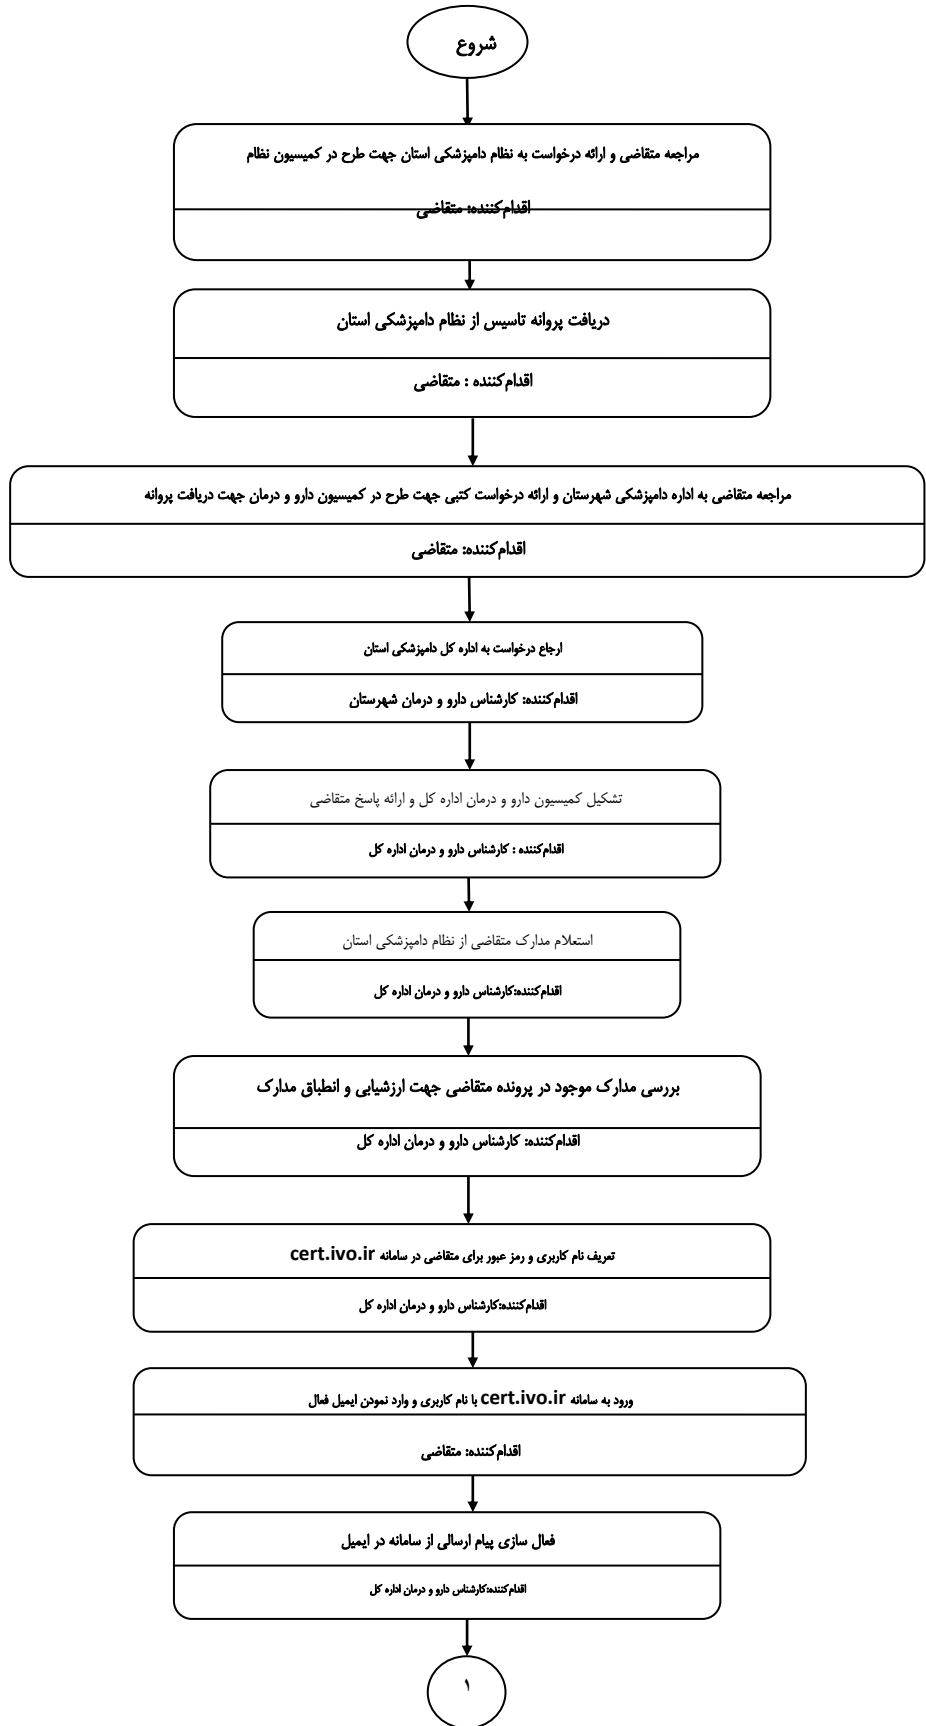 شروع
مراجعه متقاضی و ارائه درخواست به نظام دامپزشکی استان جهت طرح در کمیسیون نظام
اقدام‌کننده: متقاضی
دریافت پروانه تاسیس از نظام دامپزشکی استان
اقدام‌کننده : متقاضی
مراجعه متقاضی به اداره دامپزشکی شهرستان و ارائه درخواست کتبی جهت طرح در کمیسیون دارو و درمان جهت دریافت پروانه
اقدام‌کننده: متقاضی
ارجاع درخواست به اداره کل دامپزشکی استان
اقدام‌کننده: کارشناس دارو و درمان شهرستان
تشکیل کمیسیون دارو و درمان اداره کل و ارائه پاسخ متقاضی
اقدام‌کننده : کارشناس دارو و درمان اداره کل
استعلام مدارک متقاضی از نظام دامپزشکی استان
اقدام‌کننده:کارشناس دارو و درمان اداره کل
بررسی مدارک موجود در پرونده متقاضی جهت ارزشیابی و انطباق مدارک
اقدام‌کننده: کارشناس دارو و درمان اداره کل
تعریف نام کاربری و رمز عبور برای متقاضی در سامانه cert.ivo.ir
اقدام‌کننده:کارشناس دارو و درمان اداره کل
ورود به سامانه cert.ivo.ir با نام کاربری و وارد نمودن ایمیل فعال
اقدام‌کننده: متقاضی
فعال سازی پیام ارسالی از سامانه در ایمیل
اقدام‌کننده:کارشناس دارو و درمان اداره کل
۱